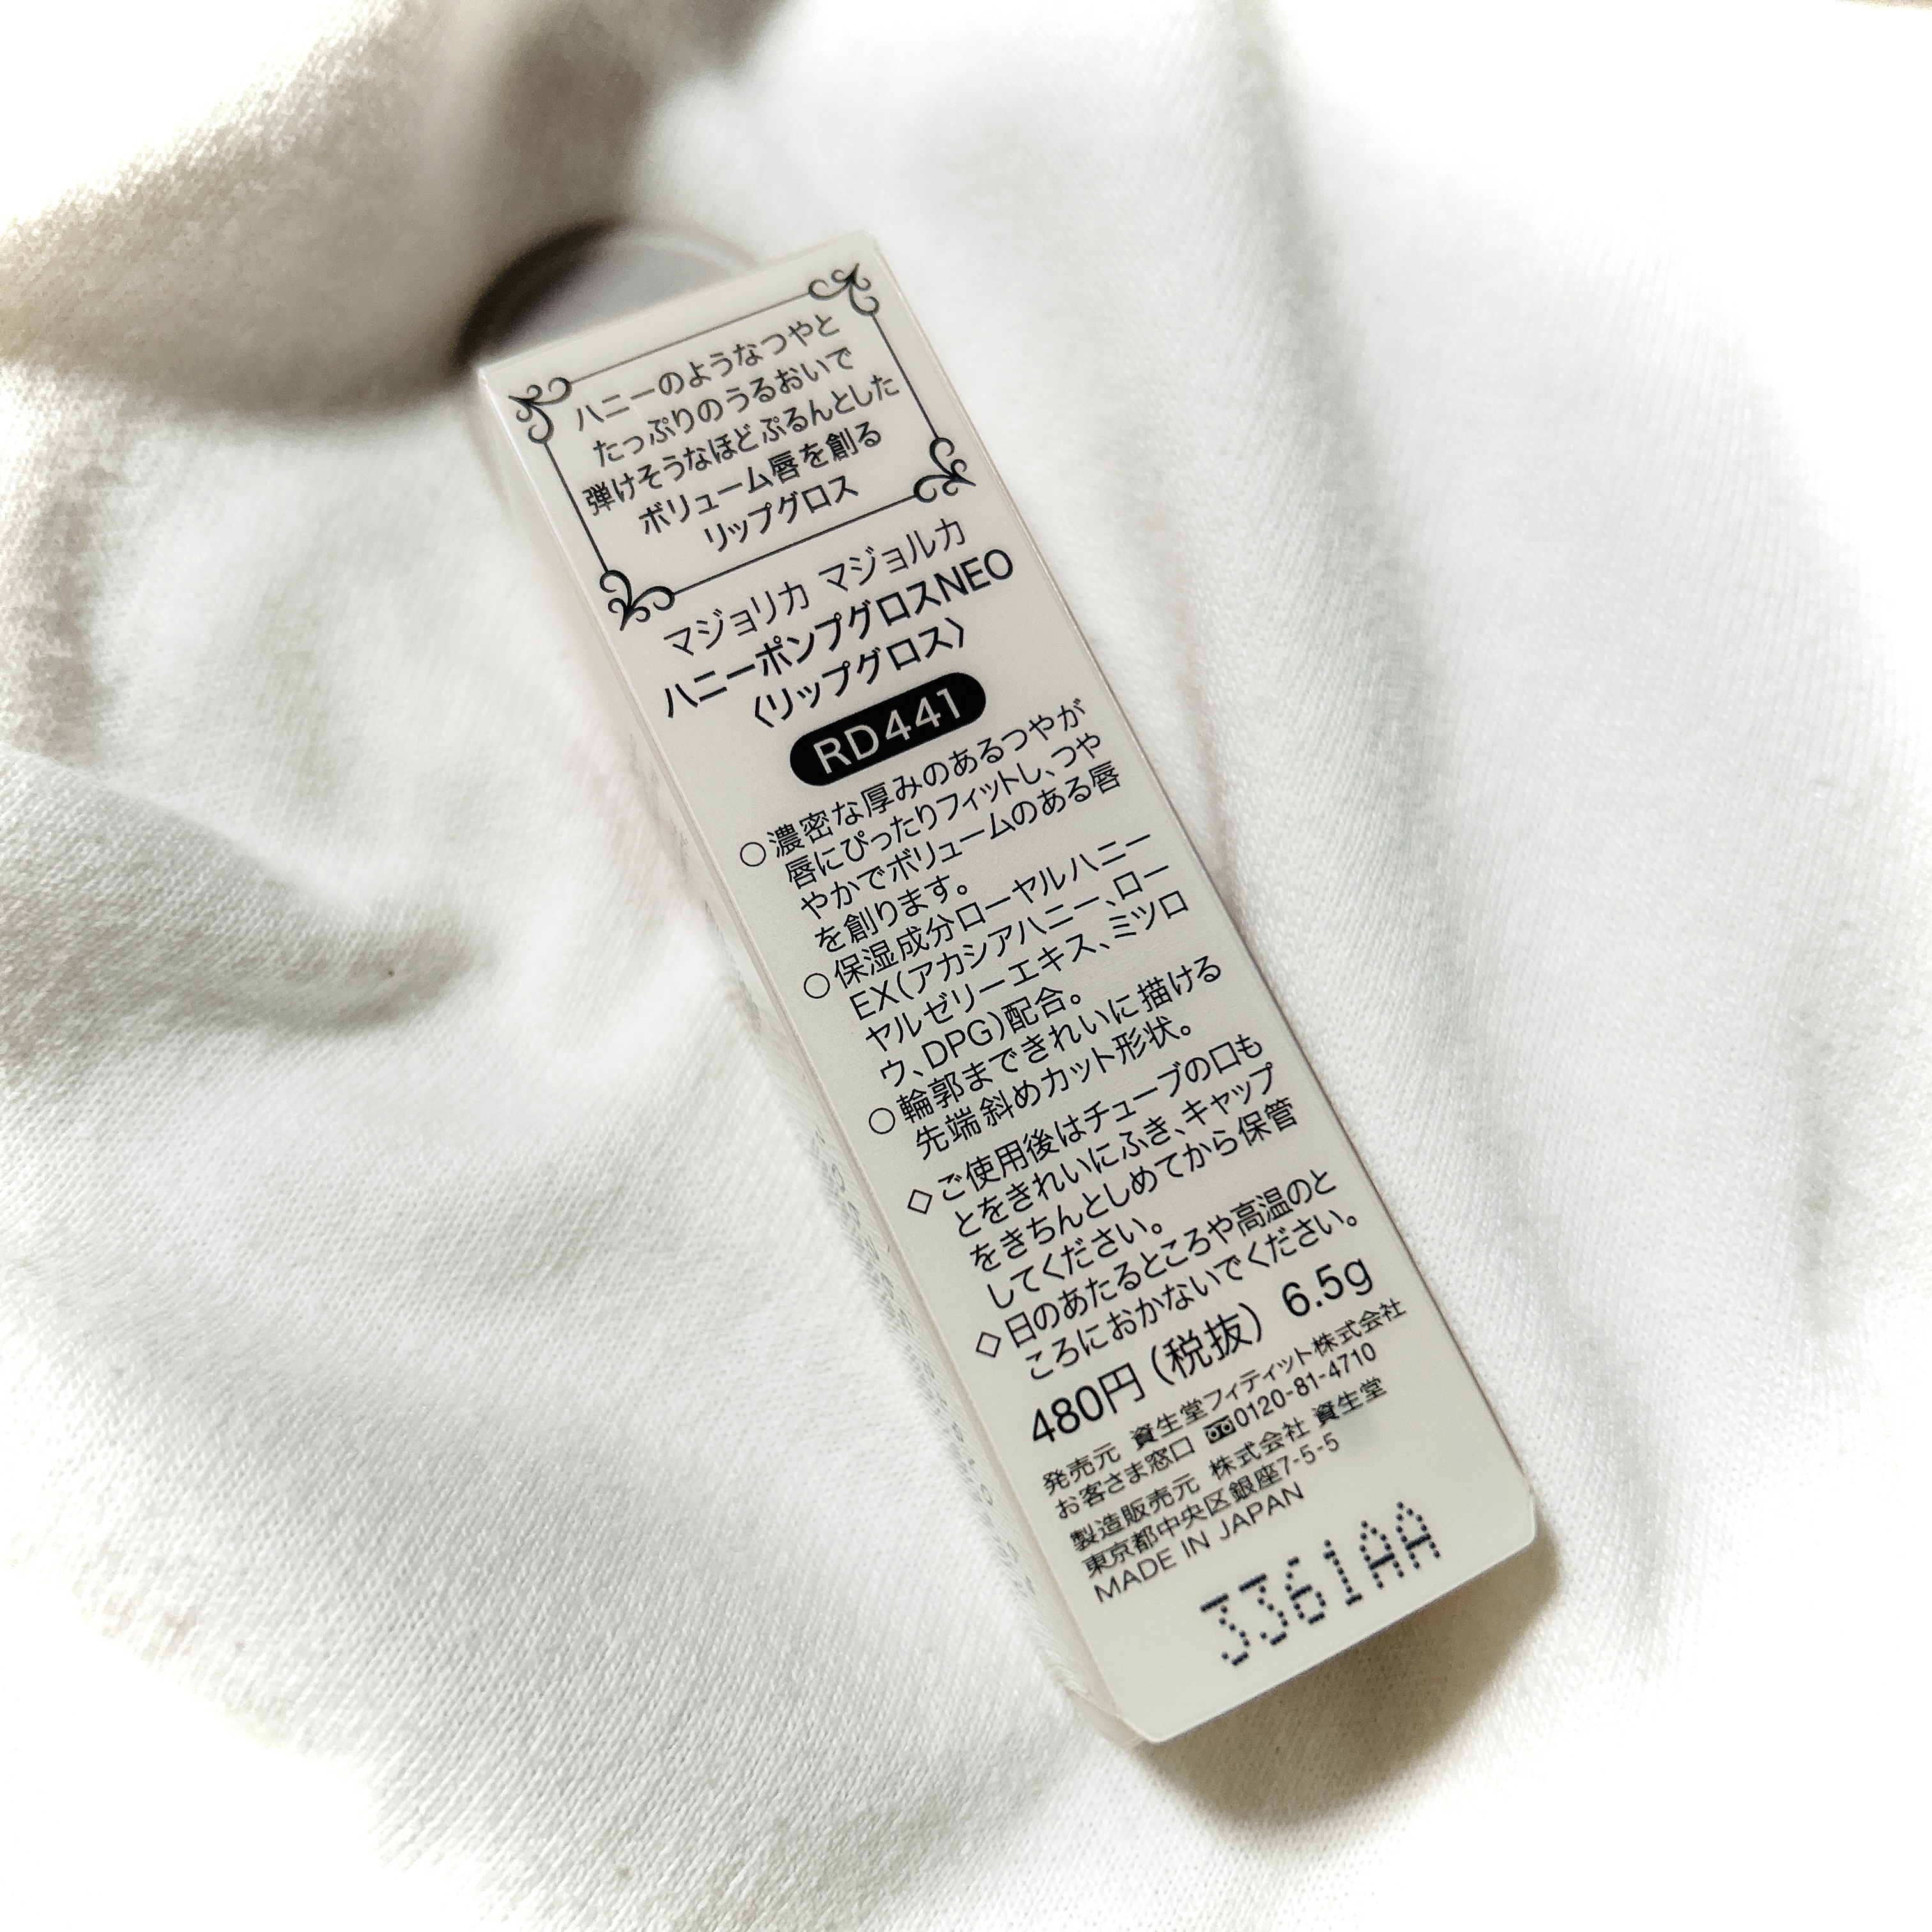 ハニーのようなつやと
たっぷりのうるおいで
弾けそうなほどぷるんとした
ボリューム唇を創る
リップグロス
マジョリカ マジョルカ
ハニーポンプグロスNEO
〈リップグロス〉
RD441
○濃密な厚みのあるつやが
唇にぴったりフィットし、つや
やかでボリュームのある唇
を創ります。
○保湿成分ローヤルハニー
EX(アカシアハニー、ロー
ヤルゼリーエキス、ミツロ
ウ、DPG)配合。
○輪郭まできれいに描ける
先端斜めカット形状。
◇ご使用後はチューブの口も
とをきれいにふき、キャップ
をきちんとしめてから保管
してください。
◇日のあたるところや高温のと
ころにおかないでください。
480円(税抜) 6.5g
発売元 資生堂フィティット株式会社
お客さま窓口 0120-81-4710
製造販売元 株式会社 資生堂
東京都中央区銀座7-5-5
MADE IN JAPAN
3361AA